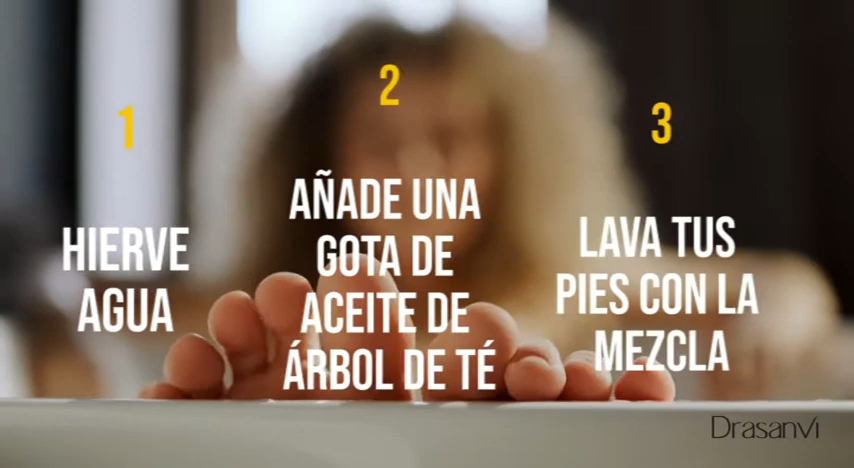 1
HIERVE
AGUA
2
AÑADE UNA
GOTA DE
ACEITE DE
ÁRBOL DE TÉ
3
LAVA TUS
PIES CON LA
MEZCLA
Drasanvi